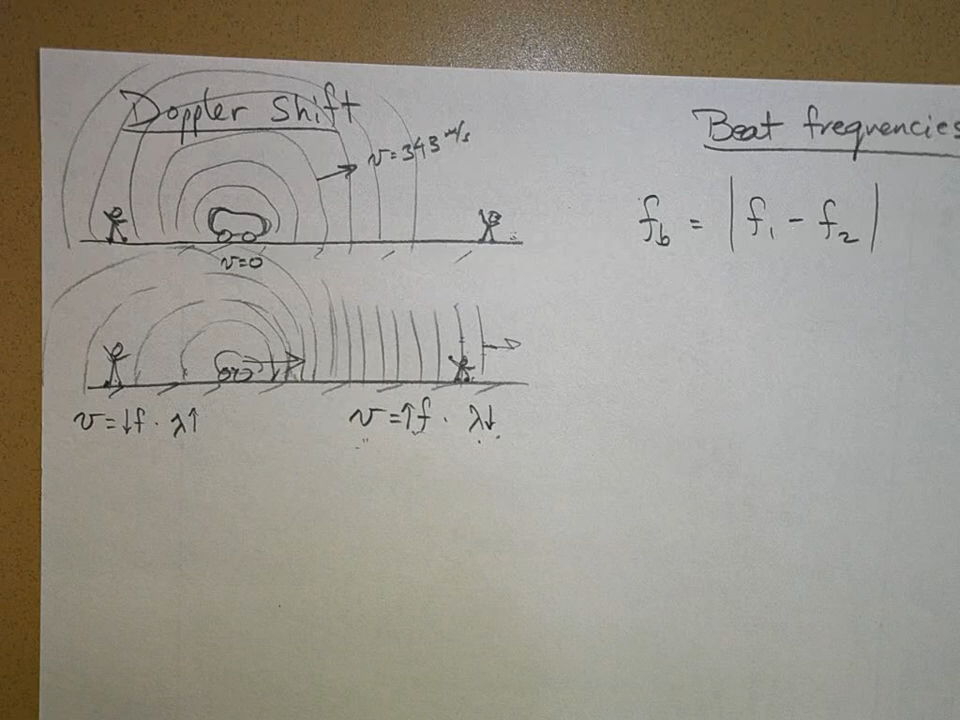 Doppler Shift
v = 343 m/s
v=0
v = ↓f · λ↑
v = ↑f · λ↓
Beat frequencies
f_b = |f_1 - f_2|